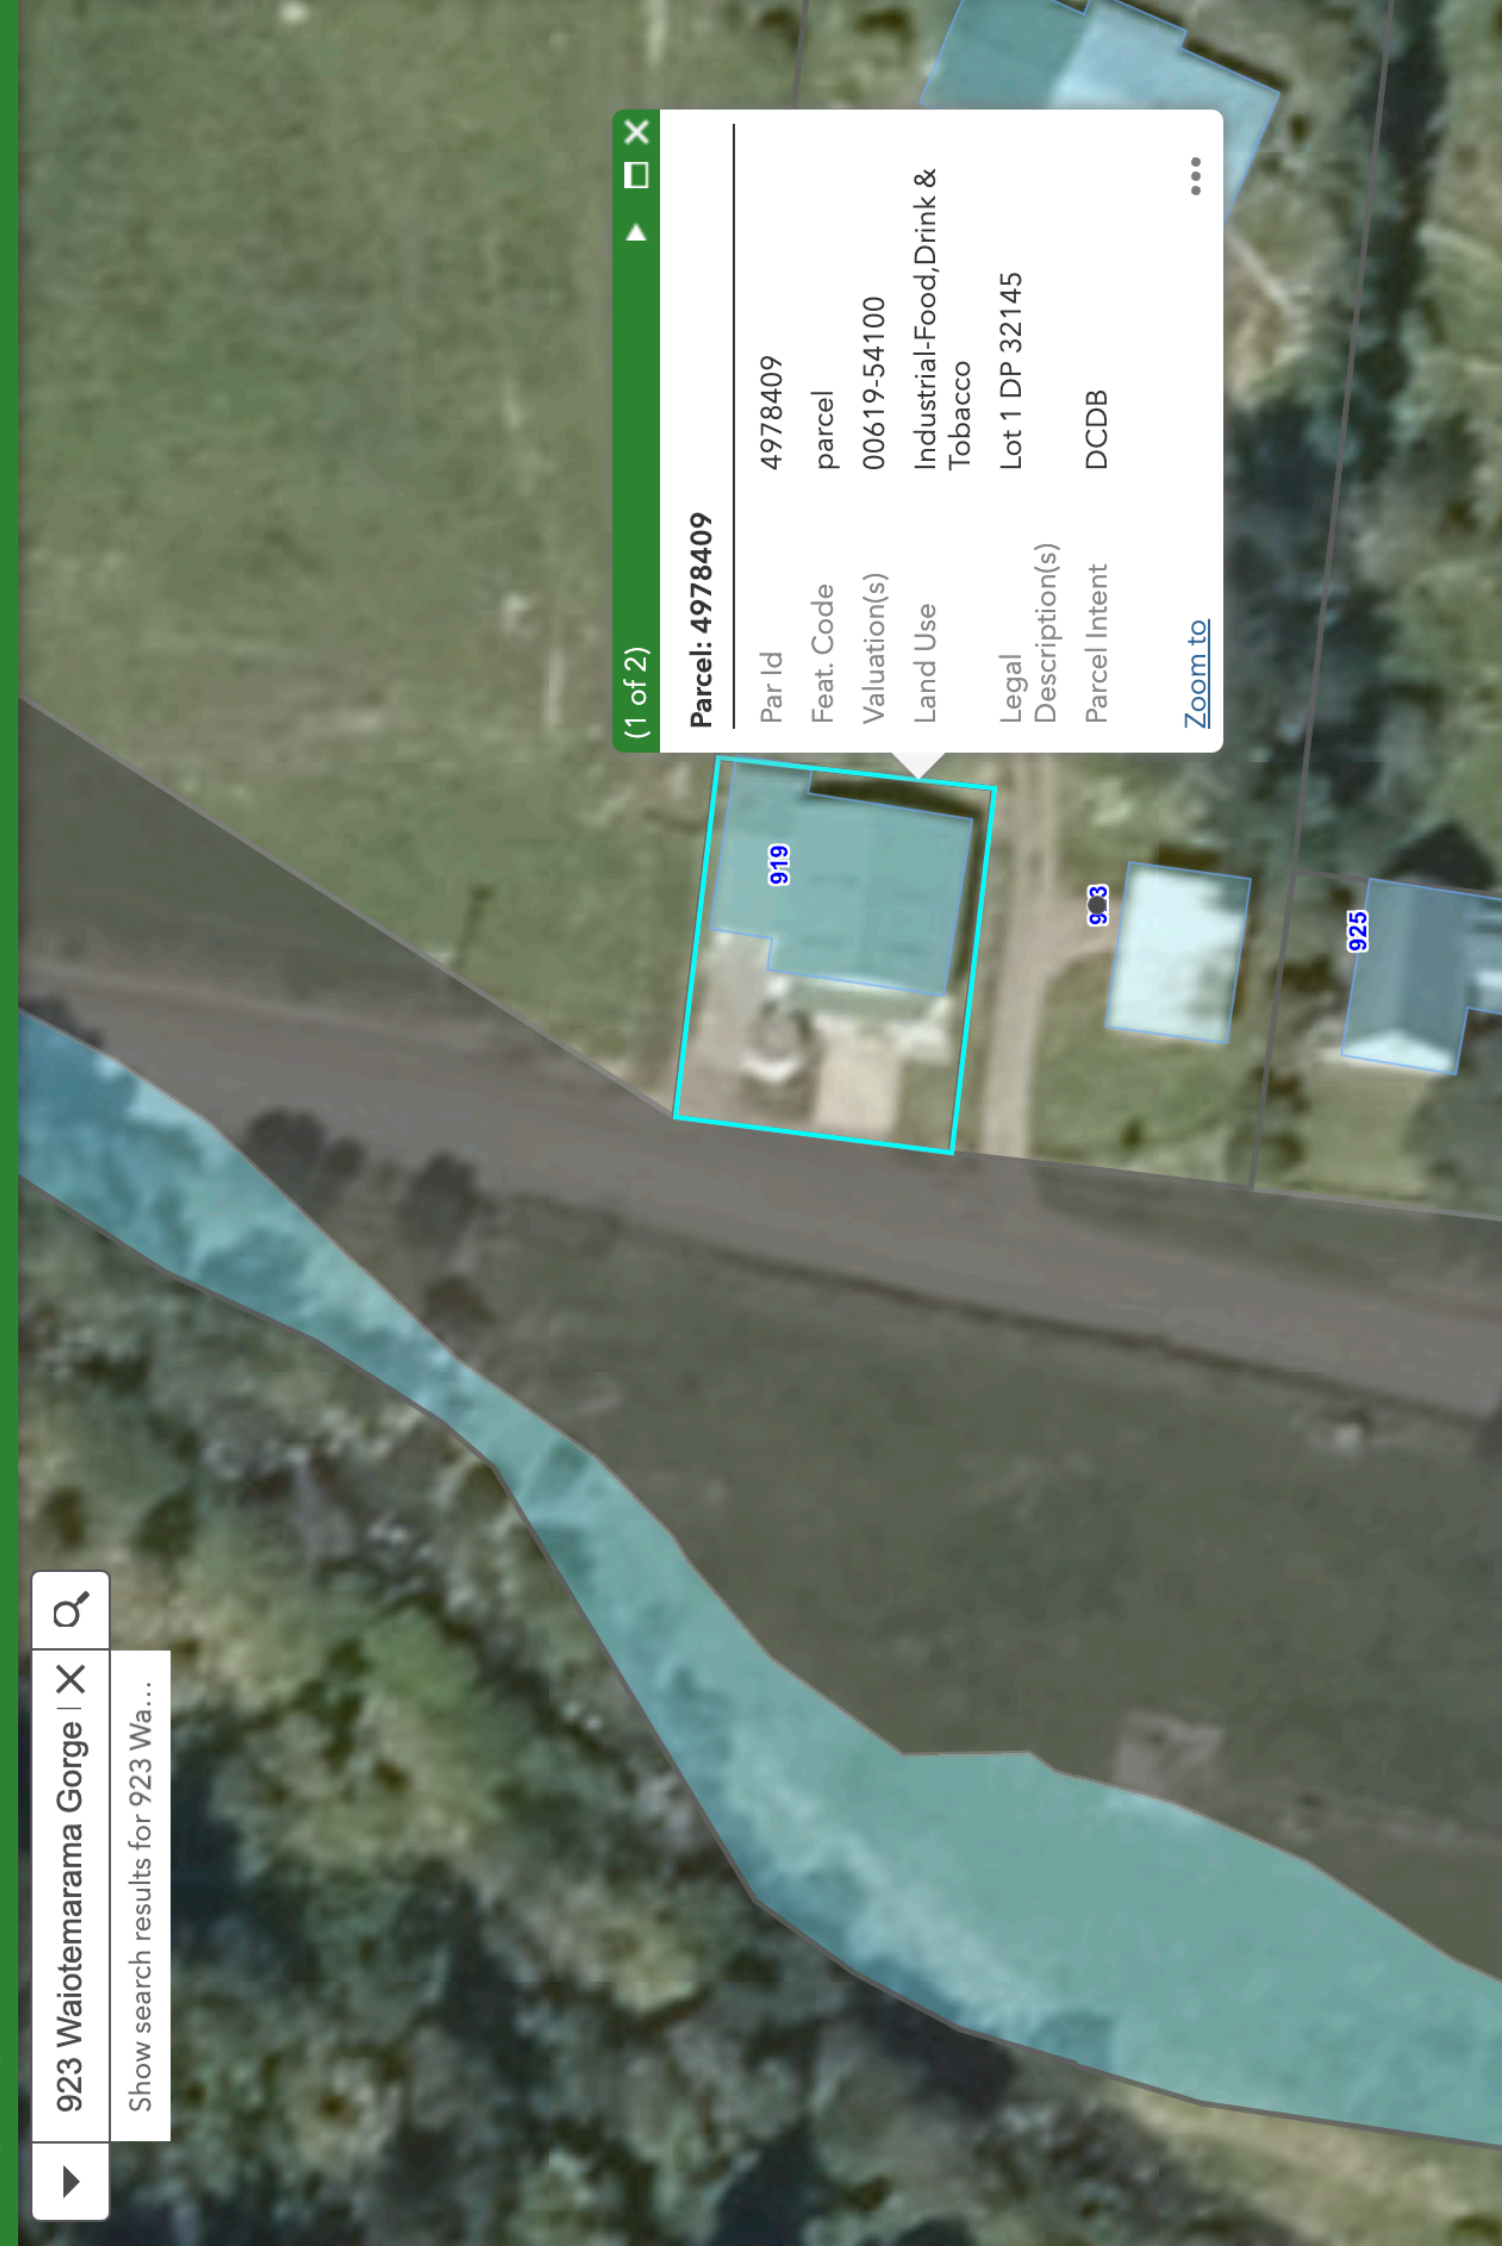 923 Waiotemarama Gorge
Show search results for 923 Wa...
(1 of 2)
Parcel: 4978409
Par Id 4978409
Feat. Code parcel
Valuation(s) 00619-54100
Land Use Industrial-Food,Drink &
Tobacco
Legal Lot 1 DP 32145
Description(s)
Parcel Intent DCDB
Zoom to
919
925